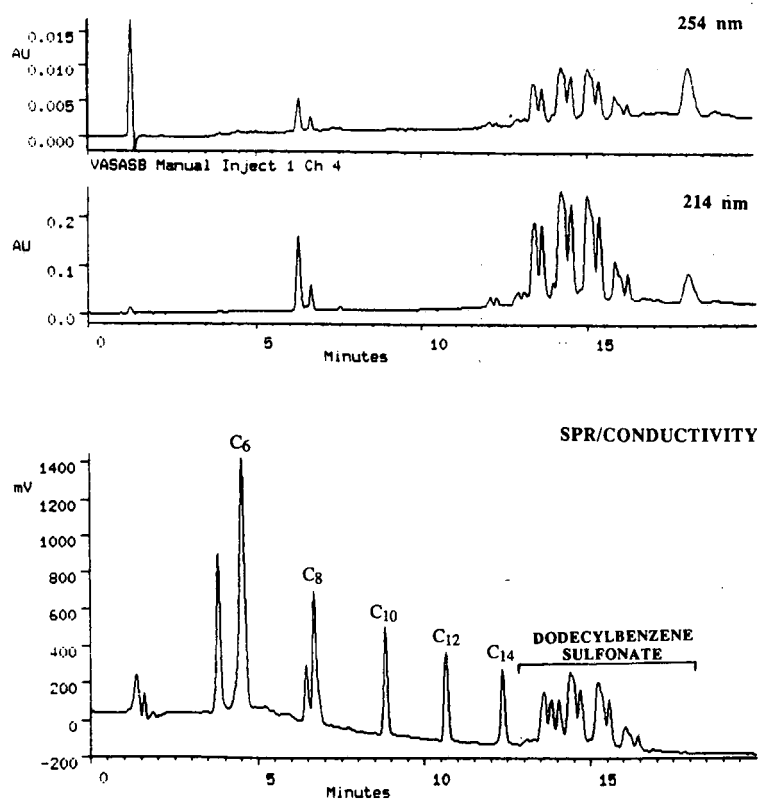 254 nm
0.015
AU
0.010
0.005
0.000
VASASB Manual Inject 1 Ch 4
214 nm
0.2
AU
0.1
0.0
0 5 10 15
Minutes
SPR/CONDUCTIVITY
C6
1400
mV
1200
1000
800
C8
600
C10
400
C12
C14
DODECYLBENZENE
SULFONATE
200
0
-200
0 5 10 15
Minutes